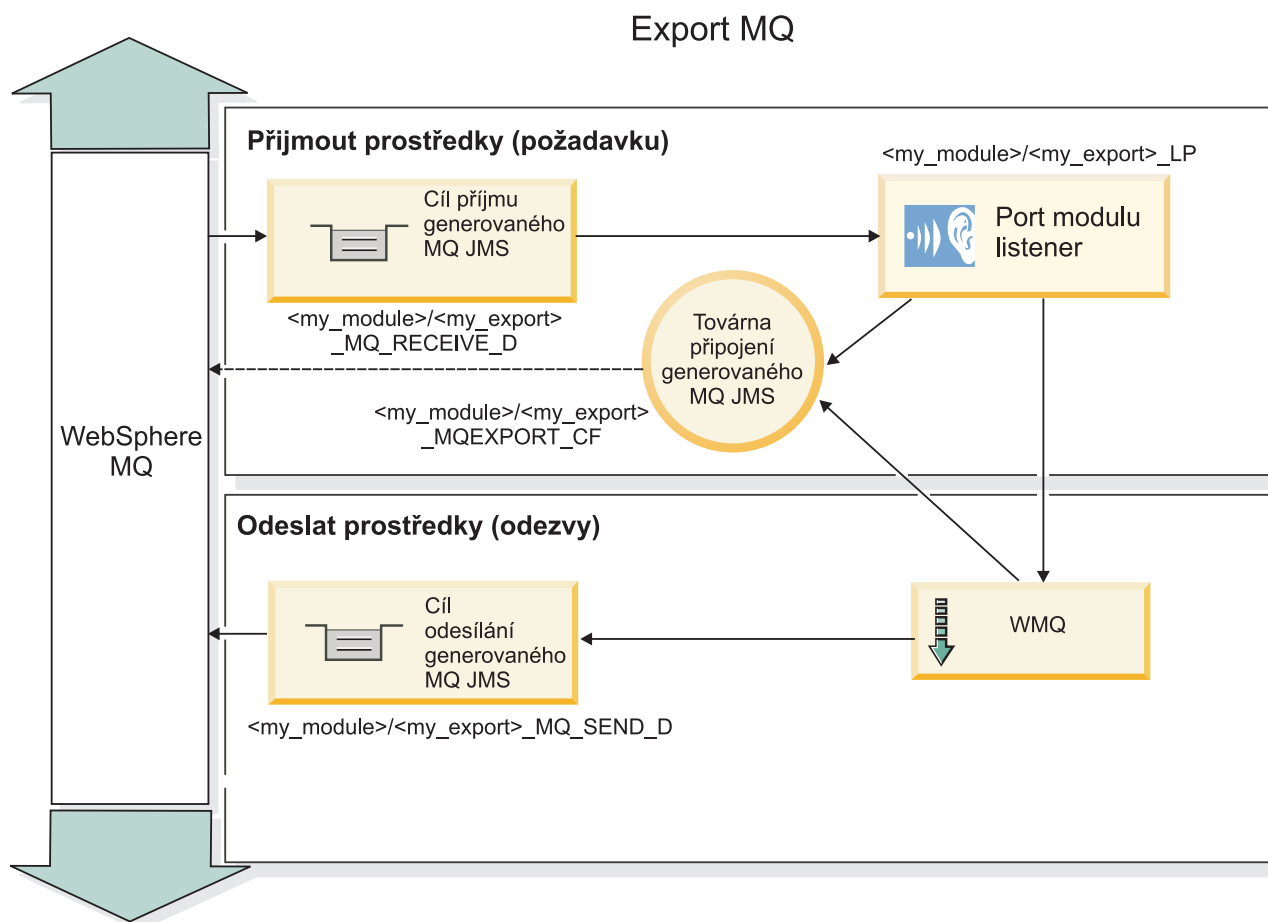 Export MQ
Přijmout prostředky (požadavku)
<my_module>/<my_export>_LP
Cíl příjmu
generovaného
MQ JMS
Port modulu
listener
<my_module>/<my_export>
_MQ_RECEIVE_D
Továrna
připojení
generovaného
MQ JMS
<my_module>/<my_export>
_MQEXPORT_CF
WebSphere
MQ
Odeslat prostředky (odezvy)
Cíl
odesílání
generovaného
MQ JMS
WMQ
<my_module>/<my_export>_MQ_SEND_D